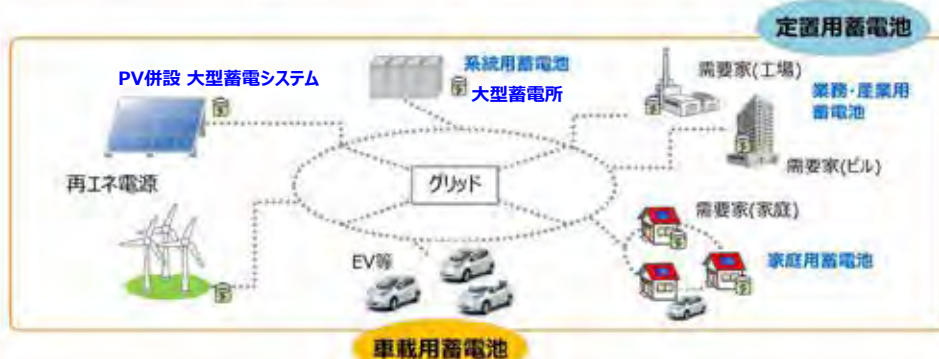 定置用蓄電池
PV併設 大型蓄電システム
系統用蓄電池
大型蓄電所
需要家(工場)
業務・産業用
蓄電池
再エネ電源
グリッド
需要家(ビル)
需要家(家庭)
EV等
家庭用蓄電池
車載用蓄電池